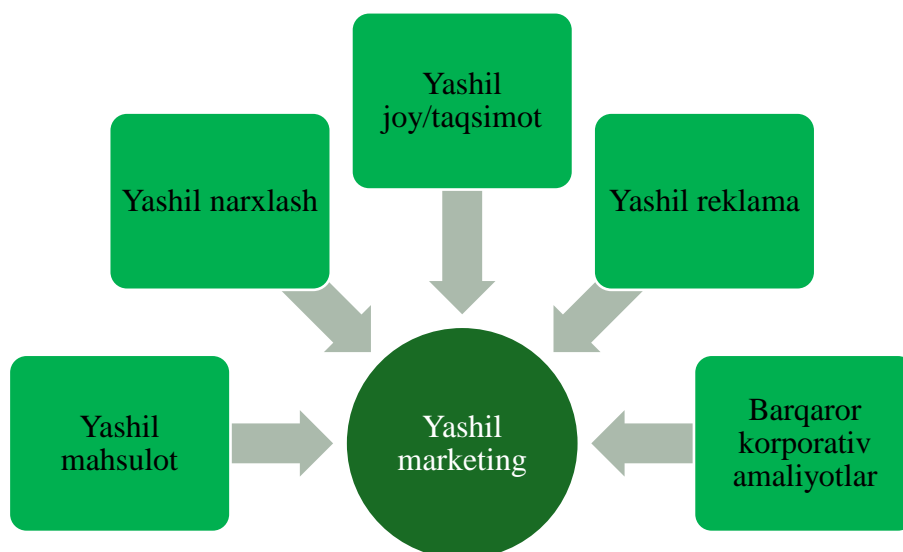 Yashil
mahsulot
Yashil narxlash
Yashil
joy/taqsimot
Yashil reklama
Barqaror
korporativ
amaliyotlar
Yashil
marketing